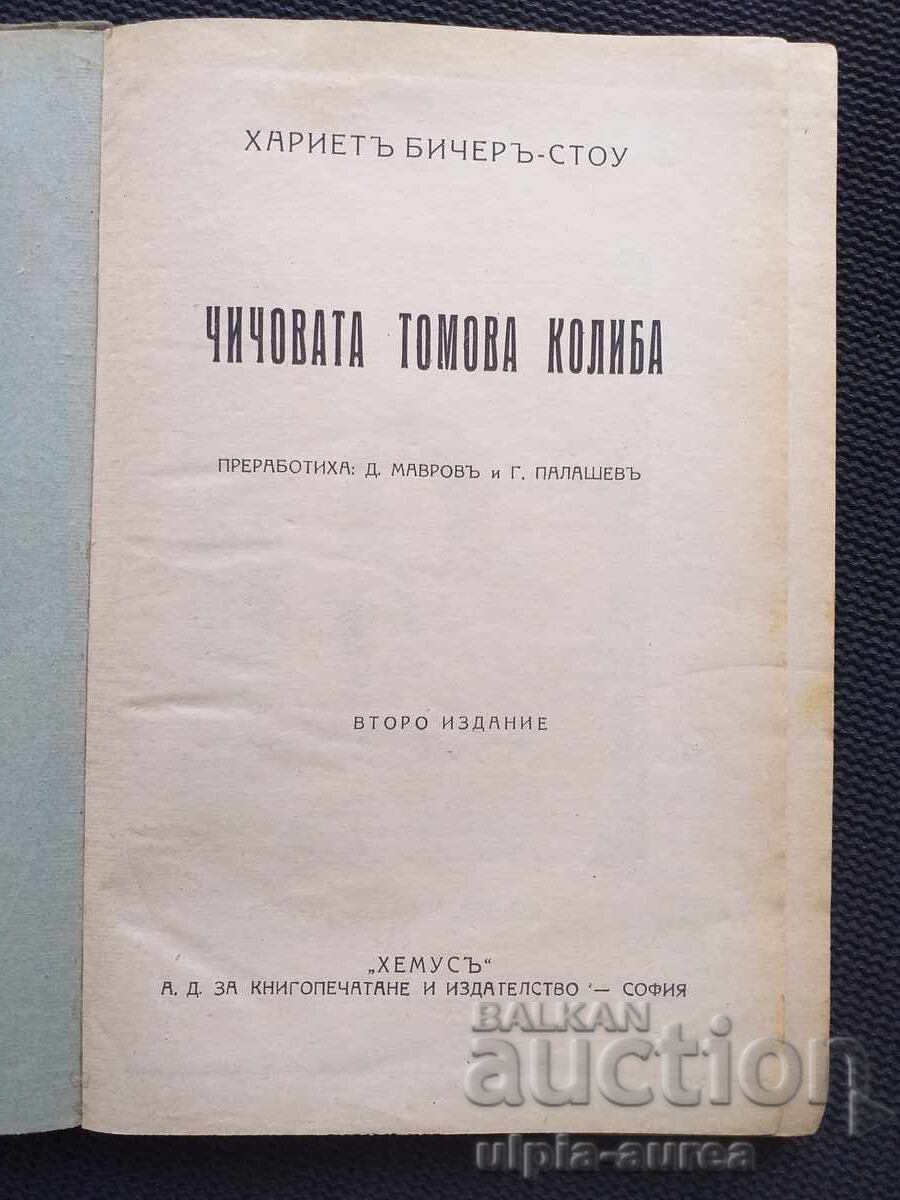 ХАРИЕТЪ БИЧЕРЪ-СТОУ
ЧИЧОВАТА ТОМОВА КОЛИБА
ПРЕРАБОТИХА: Д. МАВРОВЪ и Г. ПАЛАШЕВЪ
ВТОРО ИЗДАНИЕ
„ХЕМУСЪ“
А. Д. ЗА КНИГОПЕЧАТАНЕ И ИЗДАТЕЛСТВО — СОФИЯ
BALKAN
auction
ulpia-aurea